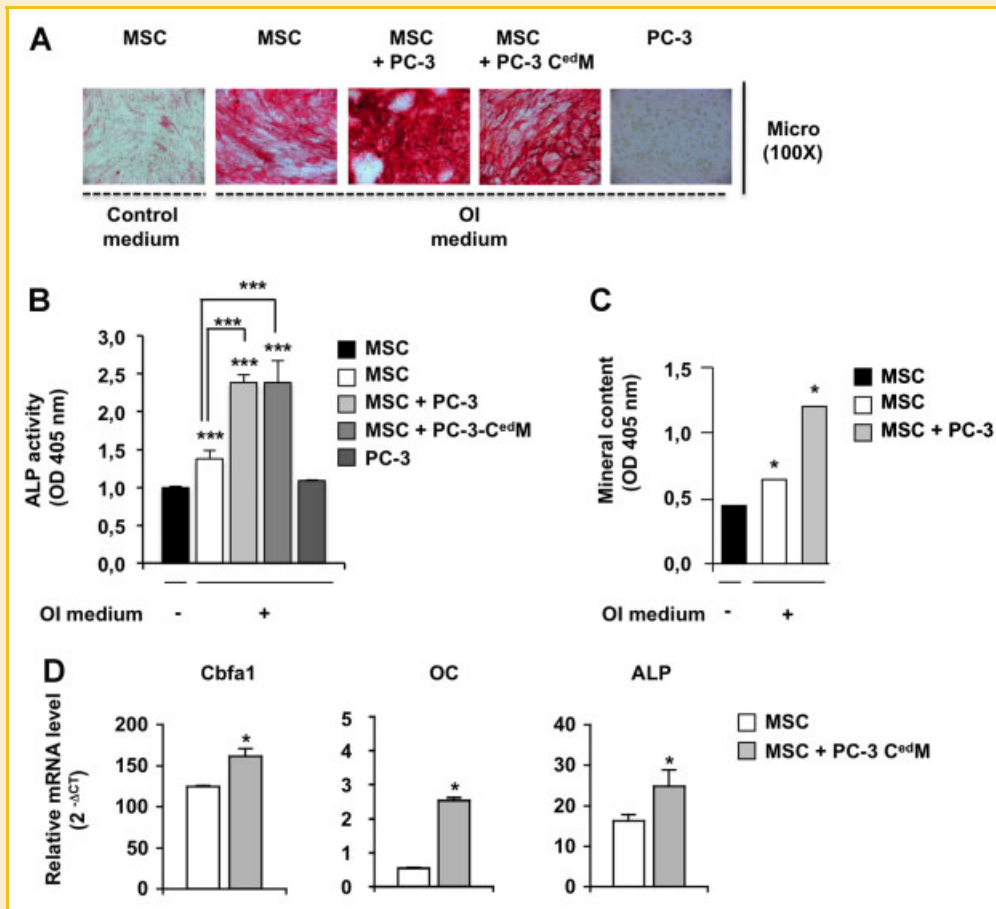 A
MSC MSC MSC + PC-3 MSC + PC-3 CedM PC-3
Micro (100X)
Control medium
OI medium
B
ALP activity (OD 405 nm)
3,0
2,5
2,0
1,5
1,0
0,5
0,0
***
***
*** *** ***
MSC
MSC
MSC + PC-3
MSC + PC-3-CedM
PC-3
OI medium - +
C
Mineral content (OD 405 nm)
1,5
1,0
0,5
0,0
* *
MSC
MSC
MSC + PC-3
- +
D
Relative mRNA level (2 -ΔCT)
Cbfa1
200
150
100
50
0
*
OC
6
5
4
3
2
1
0
*
ALP
40
30
20
10
0
*
MSC
MSC + PC-3 CedM